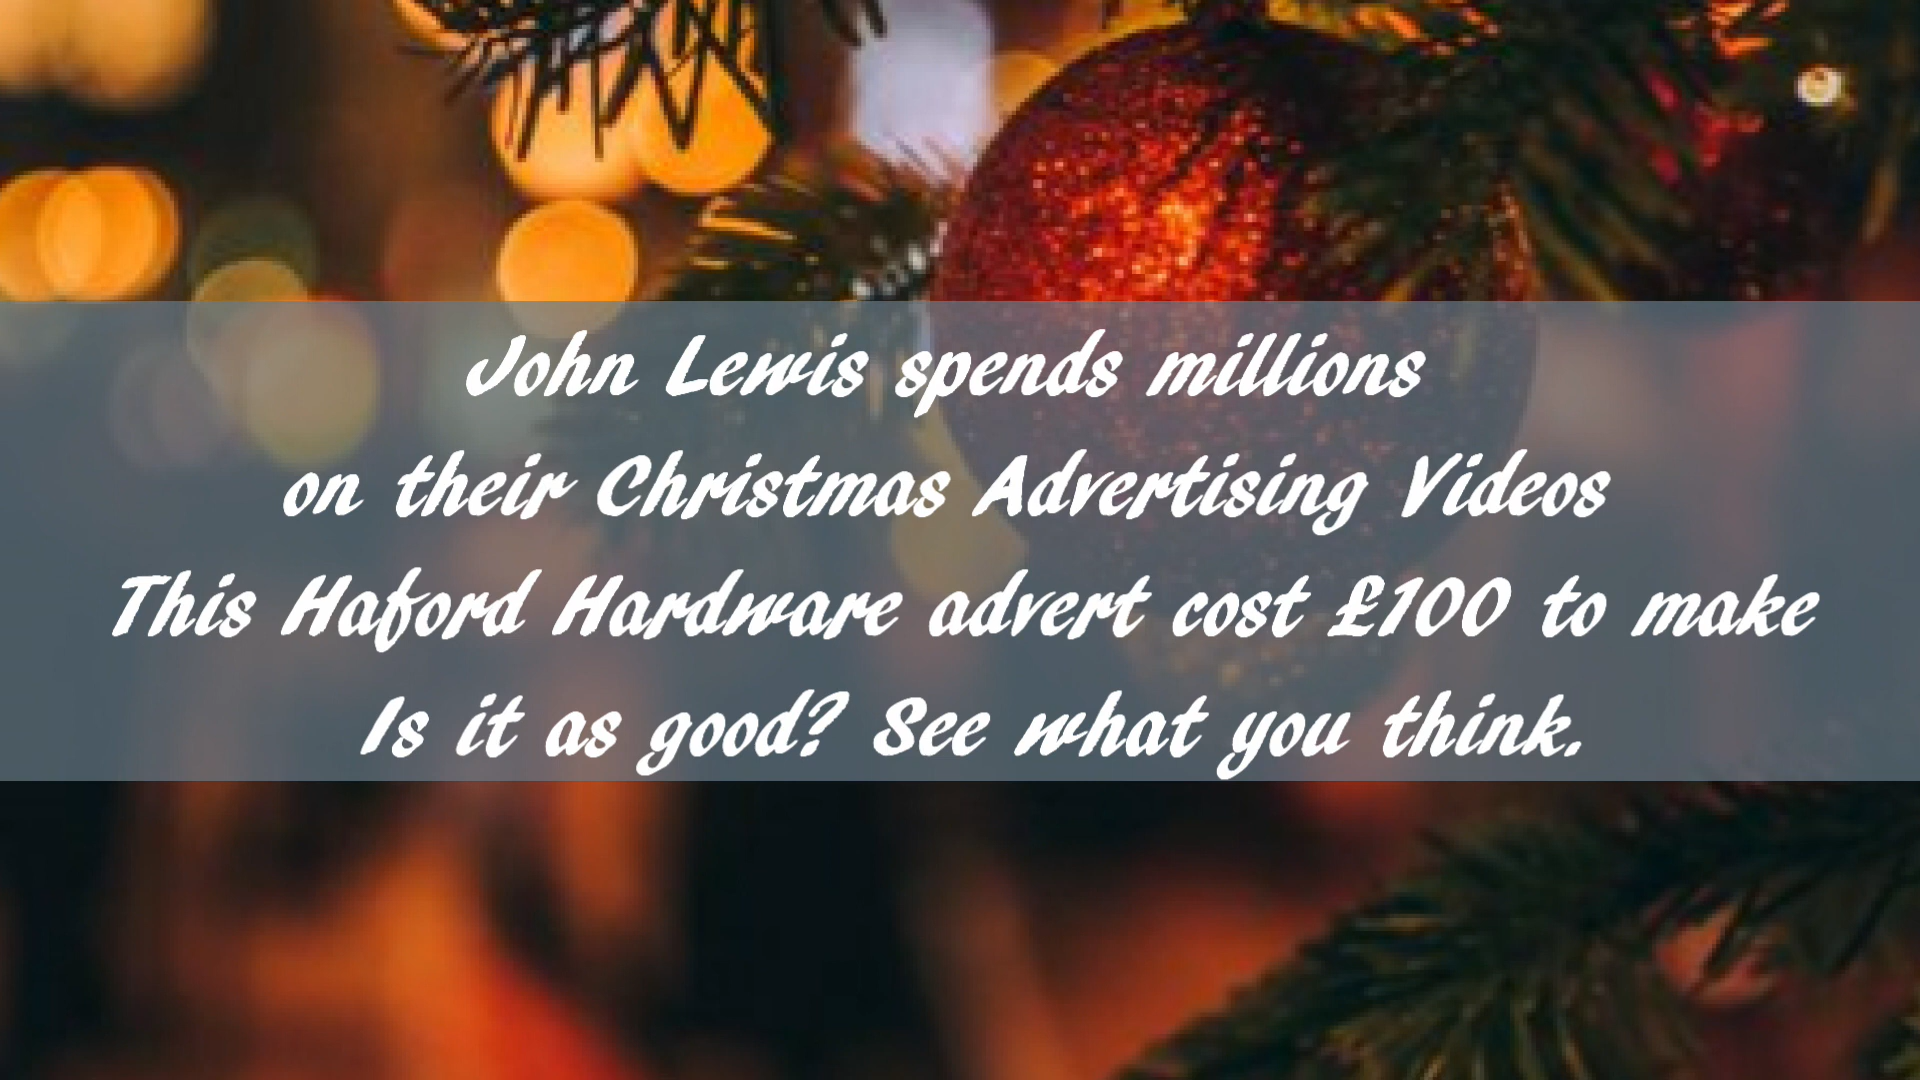 John Lewis spends millions
on their Christmas Advertising Videos
This Haford Hardware advert cost £100 to make
Is it as good? See what you think.